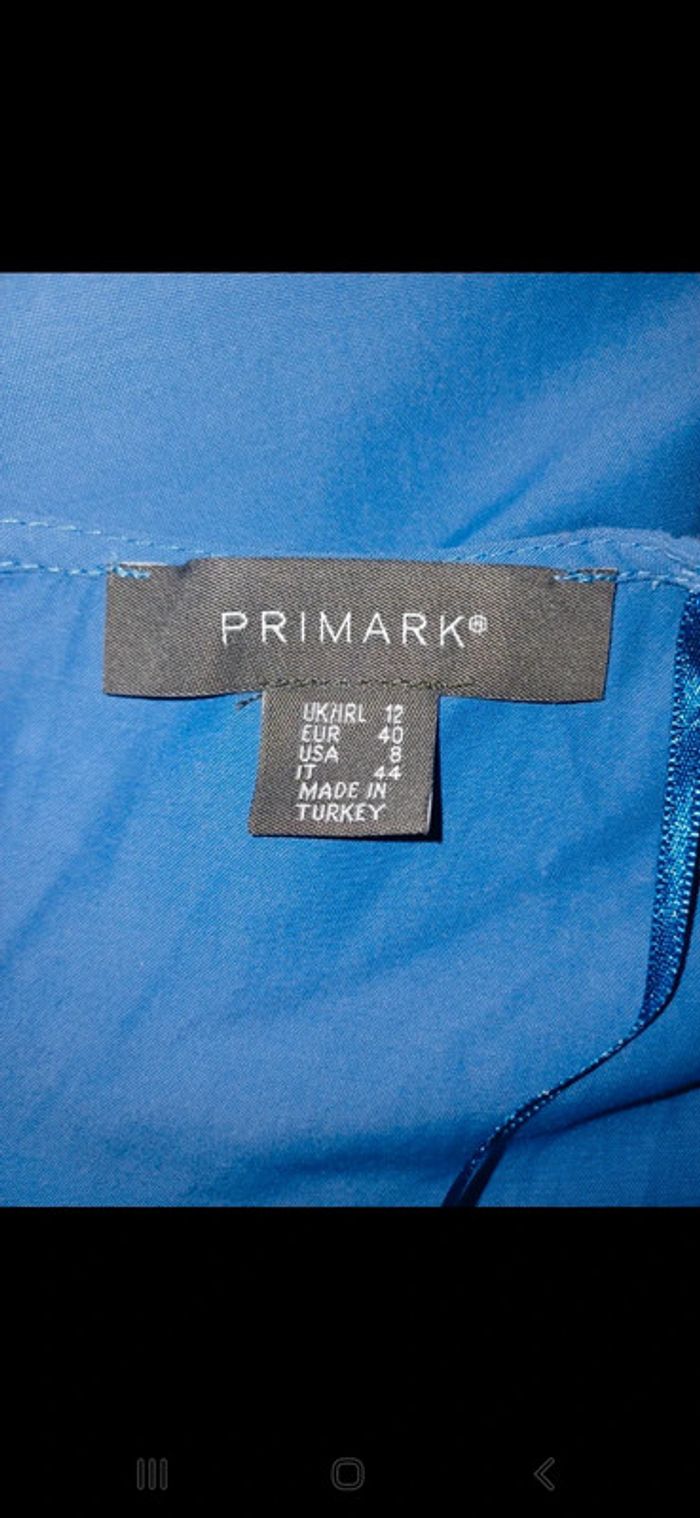 PRIMARK®
UK/IRL 12
EUR 40
USA 8
IT 44
MADE IN
TURKEY